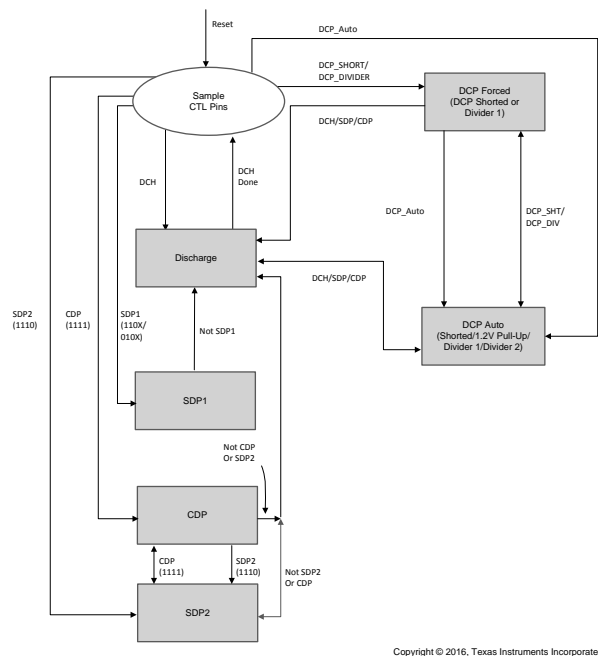 Reset
DCP_Auto
DCP_SHORT/
DCP_DIVIDER
Sample
CTL Pins
DCP Forced
(DCP Shorted or
Divider 1)
DCH/SDP/CDP
DCH
DCH
Done
DCP_Auto
DCP_SHT/
DCP_DIV
Discharge
DCH/SDP/CDP
SDP2
(1110)
CDP
(1111)
SDP1
(110X/
010X)
Not SDP1
DCP Auto
(Shorted/1.2V Pull-Up/
Divider 1/Divider 2)
SDP1
Not CDP
Or SDP2
CDP
CDP
(1111)
SDP2
(1110)
Not SDP2
Or CDP
SDP2
Copyright © 2016, Texas Instruments Incorporate